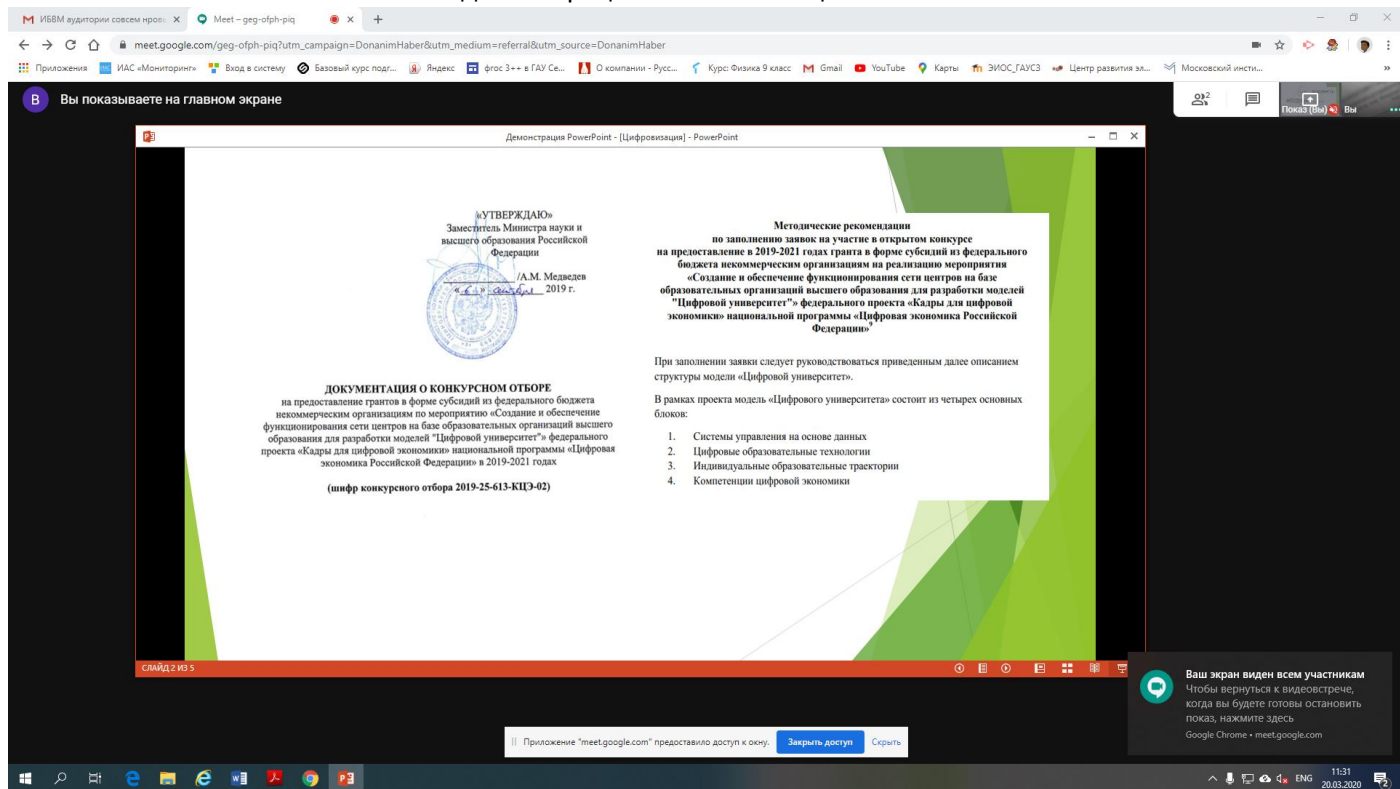 ИБВМ аудитории совсем нров
Meet – geg-ofph-piq
meet.google.com/geg-ofph-piq?utm_campaign=DonanimHaber&utm_medium=referral&utm_source=DonanimHaber
Приложения ИАС «Мониторинг» Вход в систему Базовый курс подг... Яндекс фгос 3++ в ГАУ Се... О компании - Русс... Курс: Физика 9 класс Gmail YouTube Карты ЭИОС_ГАУСЗ Центр развития эл... Московский инсти... »
В Вы показываете на главном экране
2 Показ (Вы) Вы
Демонстрация PowerPoint - [Цифровизация] - PowerPoint
«УТВЕРЖДАЮ»
Заместитель Министра науки и
высшего образования Российской
Федерации
/А.М. Медведев
« 6 » 2019 г.
ДОКУМЕНТАЦИЯ О КОНКУРСНОМ ОТБОРЕ
на предоставление грантов в форме субсидий из федерального бюджета
некоммерческим организациям по мероприятию «Создание и обеспечение
функционирования сети центров на базе образовательных организаций высшего
образования для разработки моделей "Цифровой университет"» федерального
проекта «Кадры для цифровой экономики» национальной программы «Цифровая
экономика Российской Федерации» в 2019-2021 годах
(шифр конкурсного отбора 2019-25-613-КЦЭ-02)
Методические рекомендации
по заполнению заявок на участие в открытом конкурсе
на предоставление в 2019-2021 годах гранта в форме субсидий из федерального
бюджета некоммерческим организациям на реализацию мероприятия
«Создание и обеспечение функционирования сети центров на базе
образовательных организаций высшего образования для разработки моделей
"Цифровой университет"» федерального проекта «Кадры для цифровой
экономики» национальной программы «Цифровая экономика Российской
Федерации»9
При заполнении заявки следует руководствоваться приведенным далее описанием
структуры модели «Цифровой университет».
В рамках проекта модель «Цифрового университета» состоит из четырех основных
блоков:
1. Системы управления на основе данных
2. Цифровые образовательные технологии
3. Индивидуальные образовательные траектории
4. Компетенции цифровой экономики
СЛАЙД 2 ИЗ 5
Ваш экран виден всем участникам
Чтобы вернуться к видеовстрече,
когда вы будете готовы остановить
показ, нажмите здесь
Google Chrome • meet.google.com
Приложение "meet.google.com" предоставило доступ к окну. Закрыть доступ Скрыть
ENG 11:31
20.03.2020 2